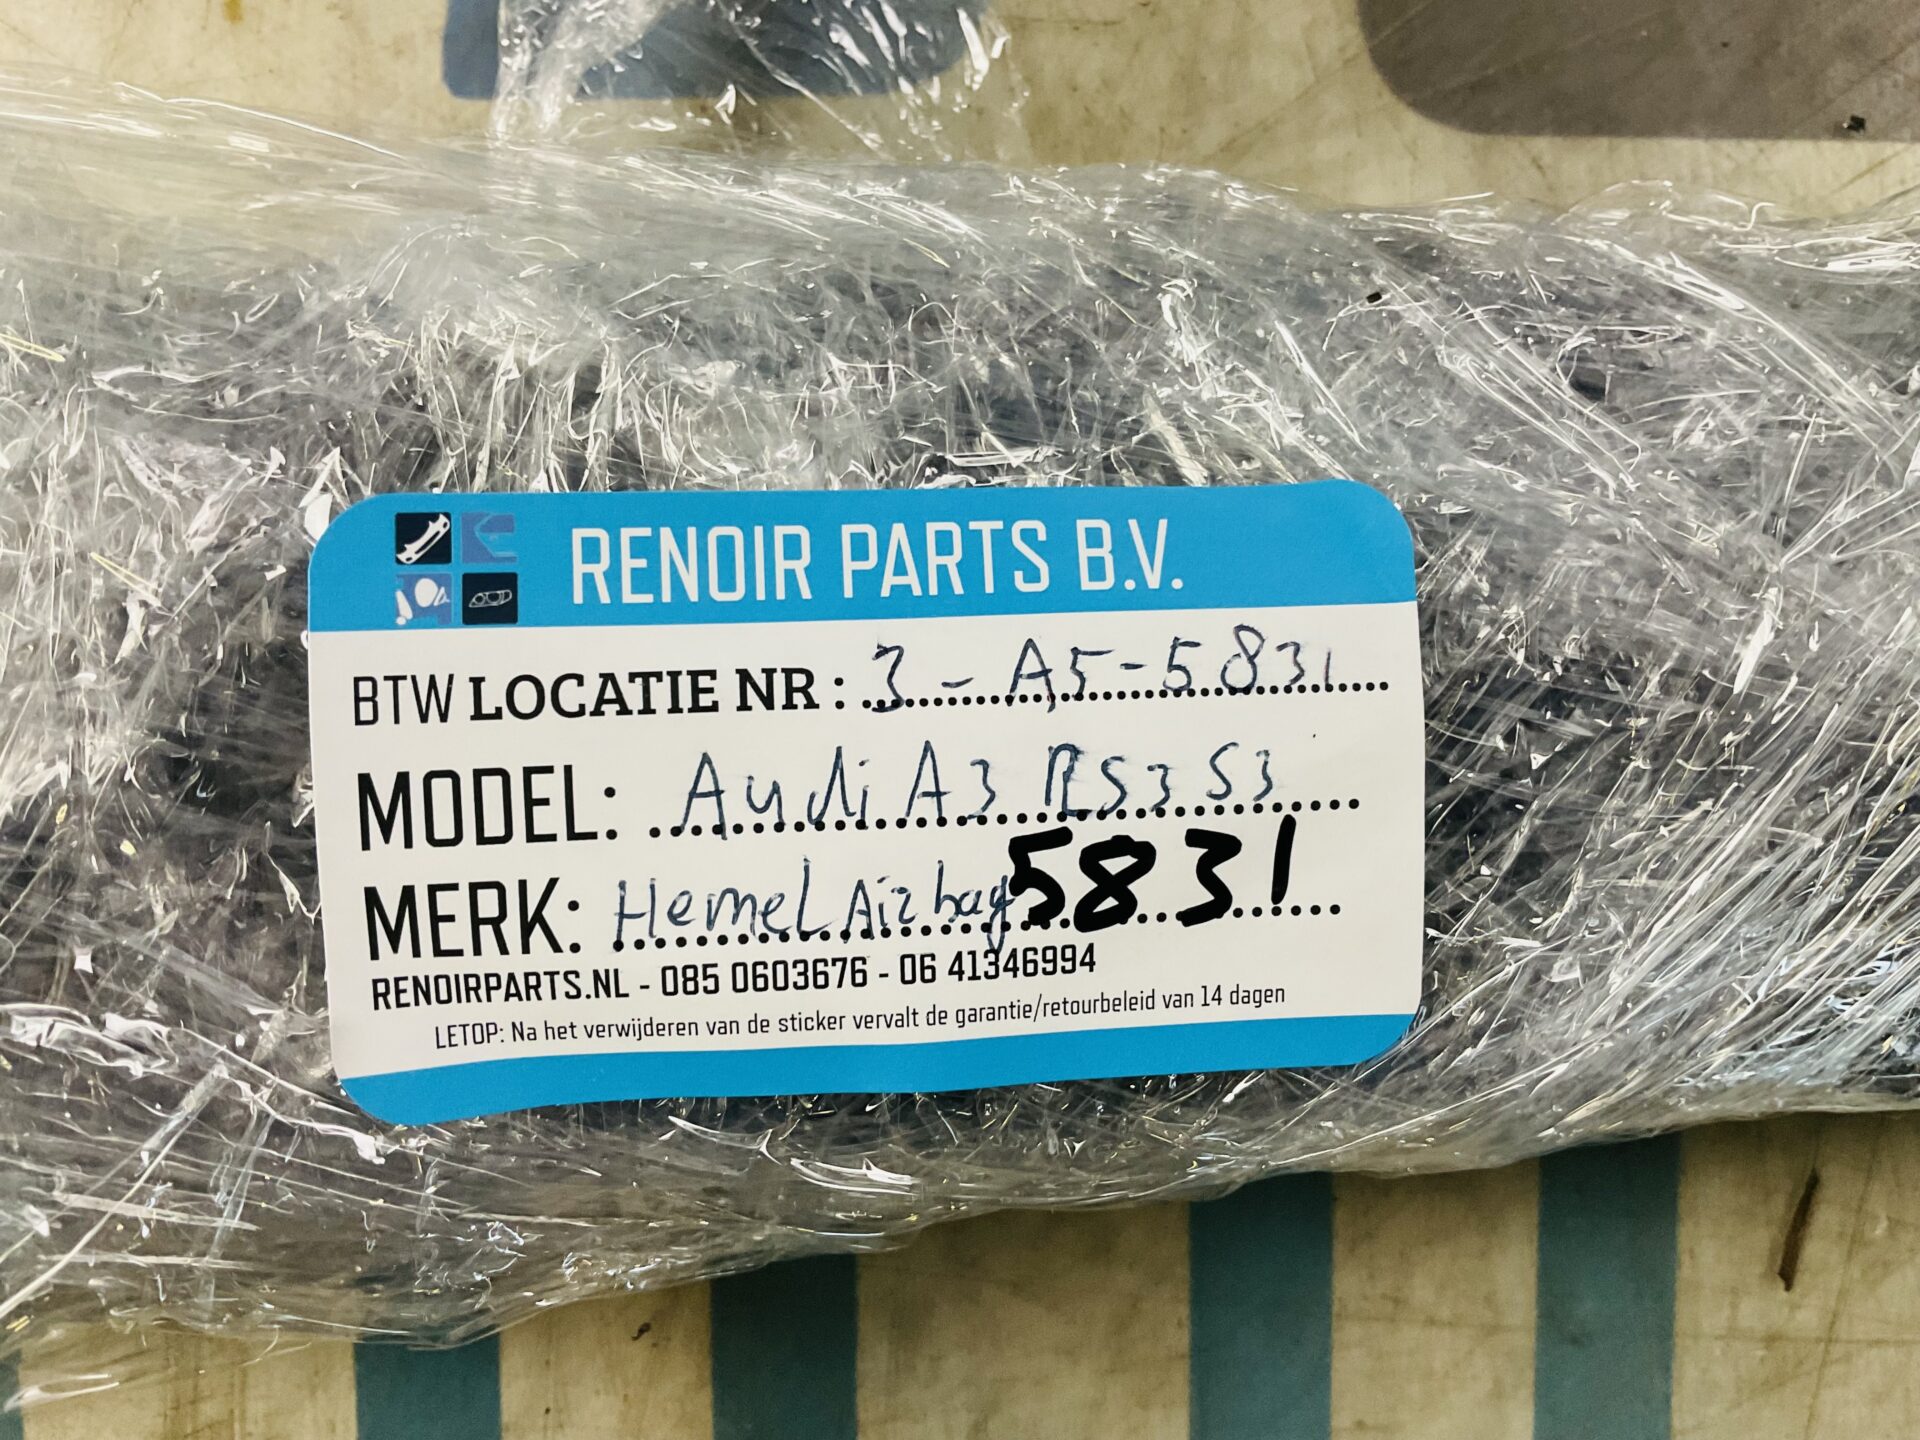 RENOIR PARTS B.V.
BTW LOCATIE NR : 3 - A5 - 5831
MODEL: Audi A3 RS3 S3
MERK: Hemel Airbag 5831
RENOIRPARTS.NL - 085 0603676 - 06 41346994
LETOP: Na het verwijderen van de sticker vervalt de garantie/retourbeleid van 14 dagen